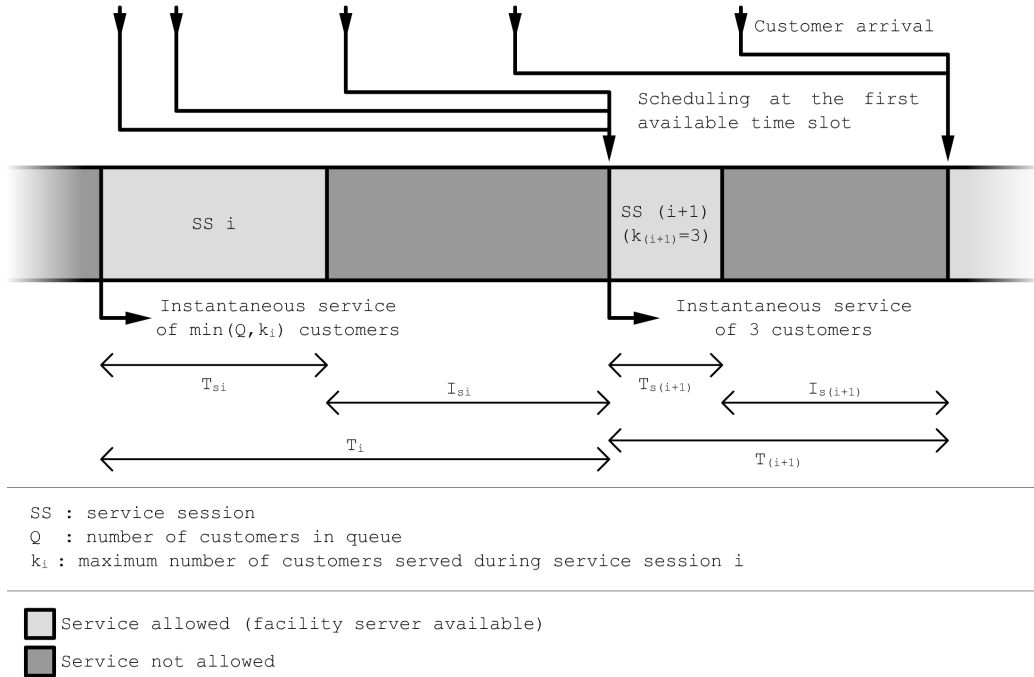 Customer arrival
Scheduling at the first
available time slot
SS i
SS (i+1)
(k₍ᵢ₊₁₎=3)
Instantaneous service
of min(Q,kᵢ) customers
Instantaneous service
of 3 customers
Tₛᵢ
Tₛ₍ᵢ₊₁₎
Iₛᵢ
Iₛ₍ᵢ₊₁₎
Tᵢ
T₍ᵢ₊₁₎
SS : service session
Q : number of customers in queue
kᵢ : maximum number of customers served during service session i
Service allowed (facility server available)
Service not allowed